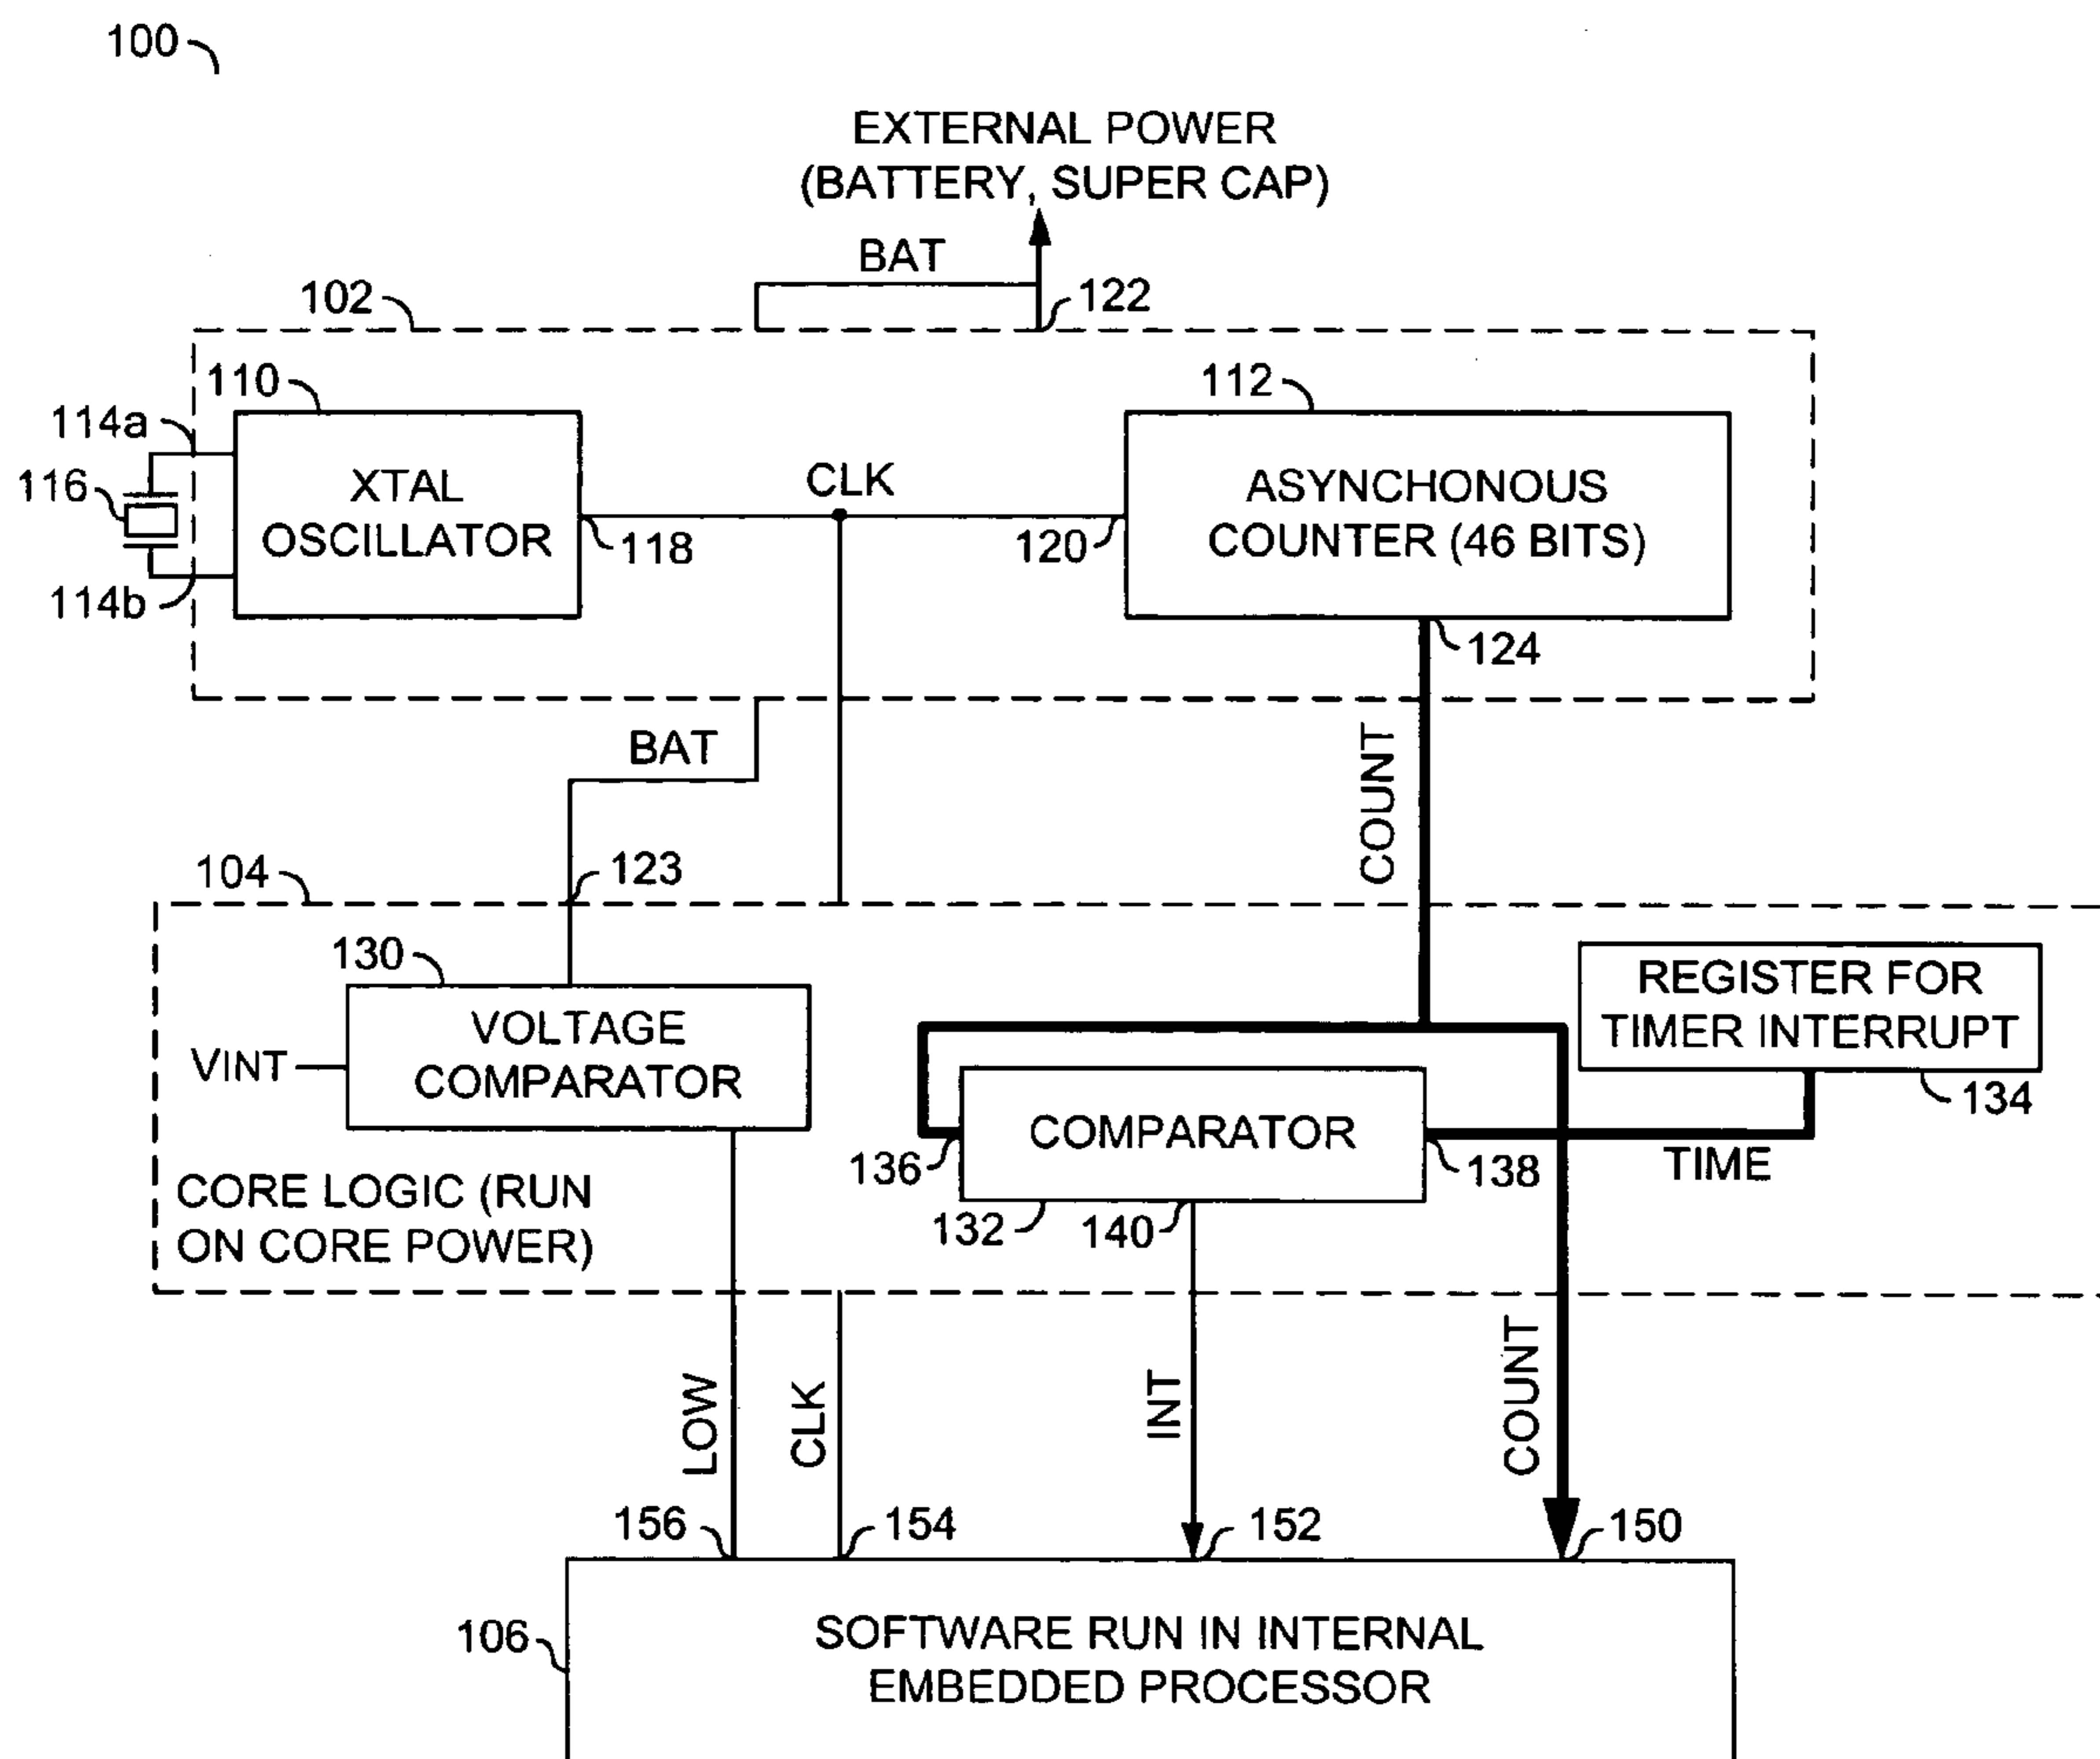 100
EXTERNAL POWER
(BATTERY, SUPER CAP)
BAT
102
122
110
112
114a
116
XTAL
OSCILLATOR
CLK
ASYNCHONOUS
COUNTER (46 BITS)
118
120
114b
124
BAT
COUNT
104
123
130
REGISTER FOR
TIMER INTERRUPT
VOLTAGE
COMPARATOR
VINT
134
COMPARATOR
136
138
TIME
CORE LOGIC (RUN
ON CORE POWER)
132
140
LOW
CLK
INT
COUNT
156
154
152
150
106
SOFTWARE RUN IN INTERNAL
EMBEDDED PROCESSOR